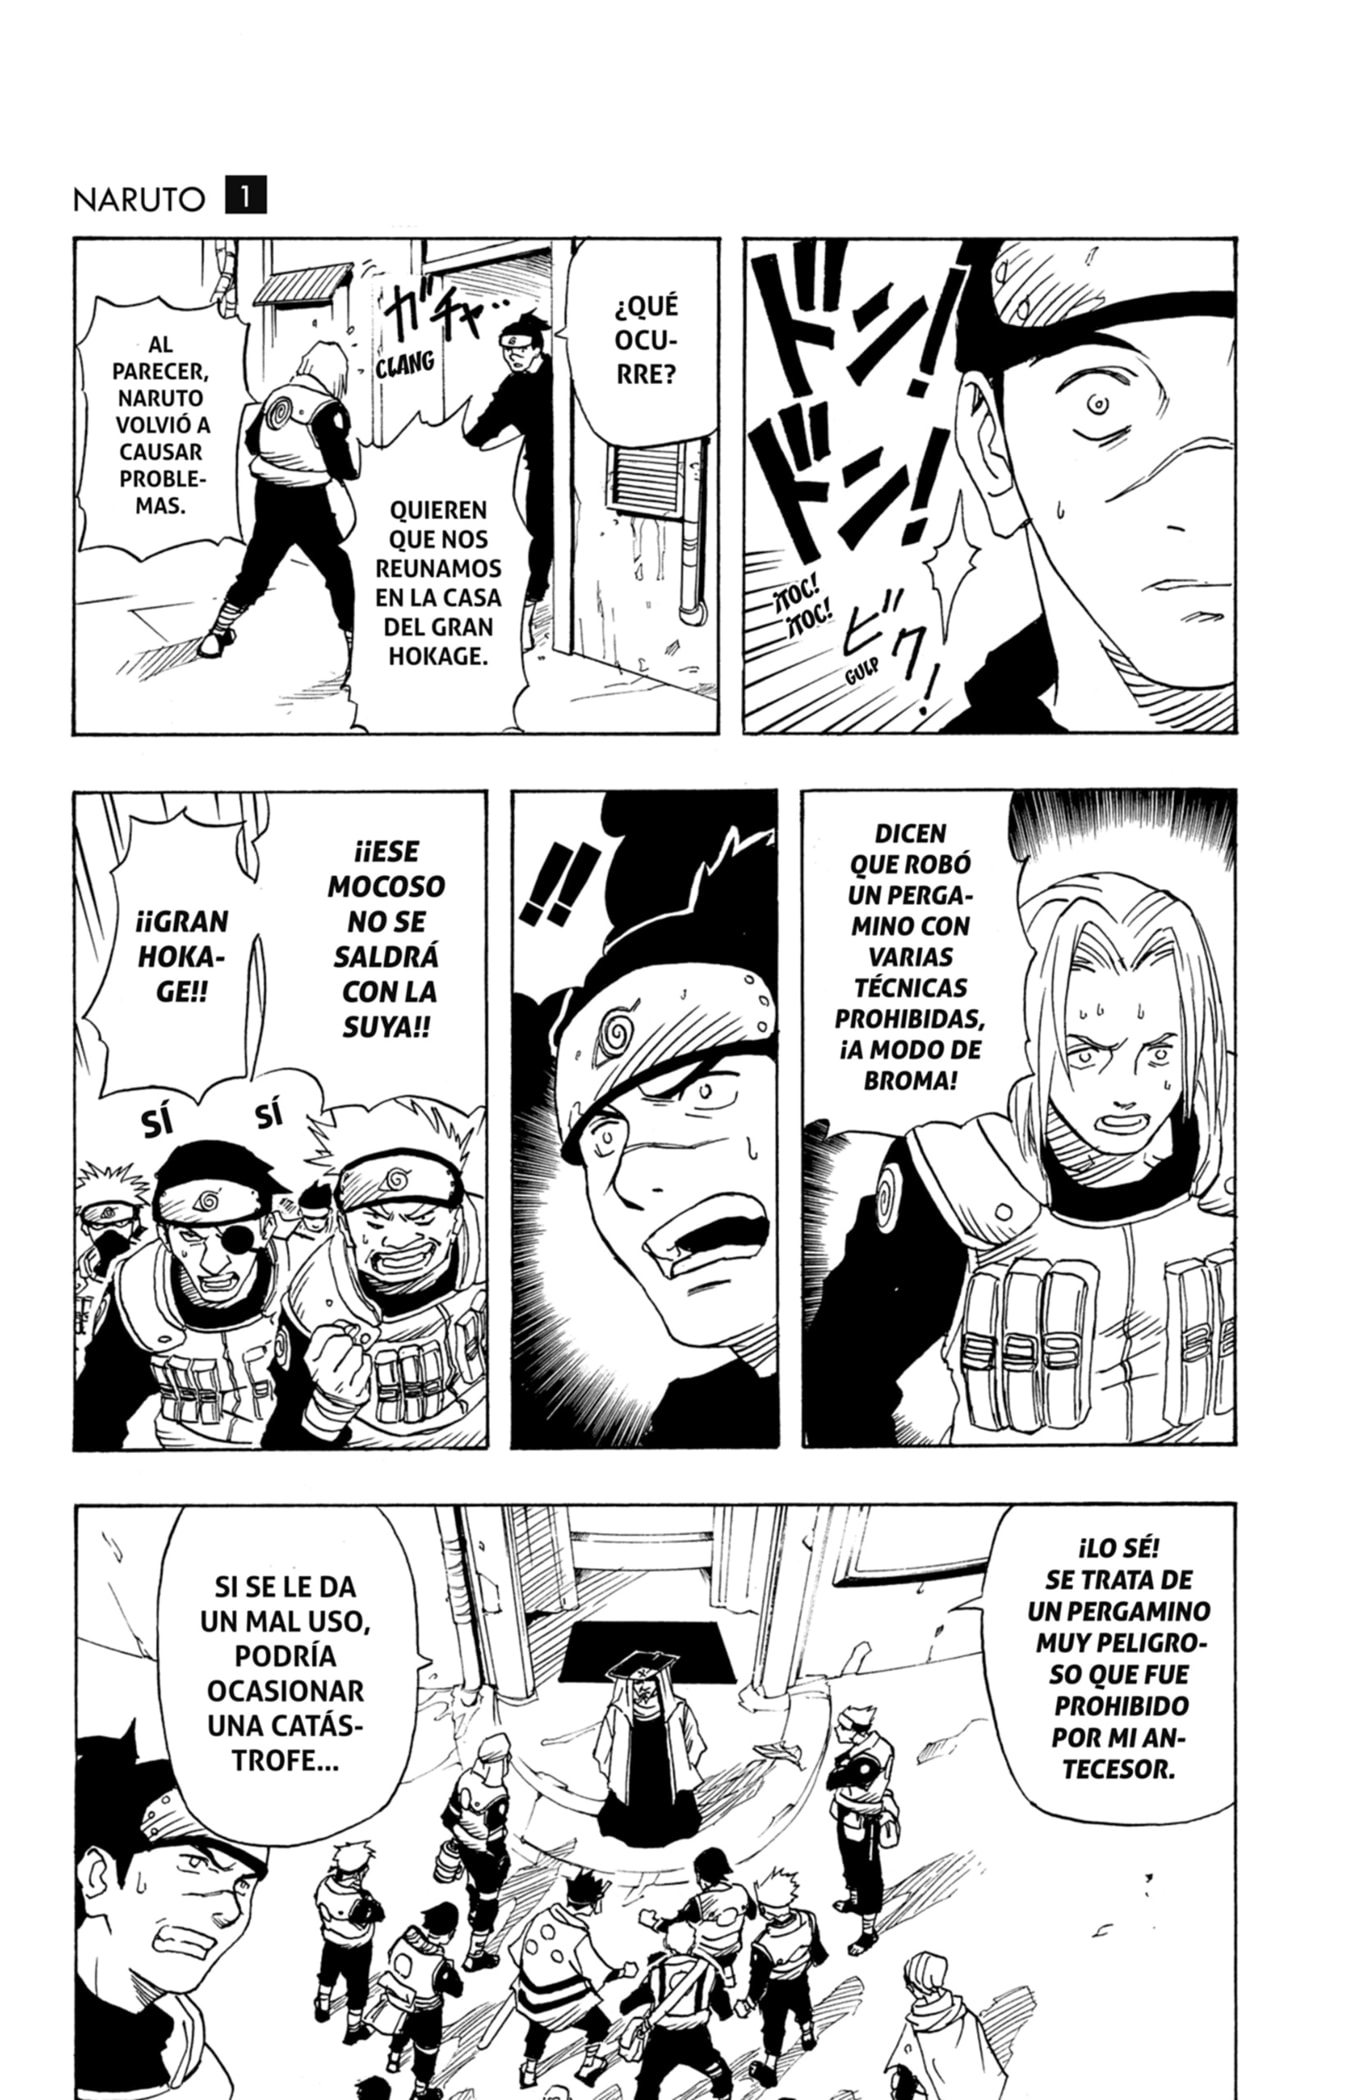 NARUTO 1
ドン!
ドン!
¡TOC!
¡TOC!
ビクッ!
GULP
¿QUÉ
OCU-
RRE?
ガチャ··
CLANG
QUIEREN
QUE NOS
REUNAMOS
EN LA CASA
DEL GRAN
HOKAGE.
AL
PARECER,
NARUTO
VOLVIÓ A
CAUSAR
PROBLE-
MAS.
DICEN
QUE ROBÓ
UN PERGA-
MINO CON
VARIAS
TÉCNICAS
PROHIBIDAS,
¡A MODO DE
BROMA!
!!
¡¡ESE
MOCOSO
NO SE
SALDRÁ
CON LA
SUYA!!
¡¡GRAN
HOKA-
GE!!
SÍ
SÍ
¡LO SÉ!
SE TRATA DE
UN PERGAMINO
MUY PELIGRO-
SO QUE FUE
PROHIBIDO
POR MI AN-
TECESOR.
SI SE LE DA
UN MAL USO,
PODRÍA
OCASIONAR
UNA CATÁS-
TROFE...